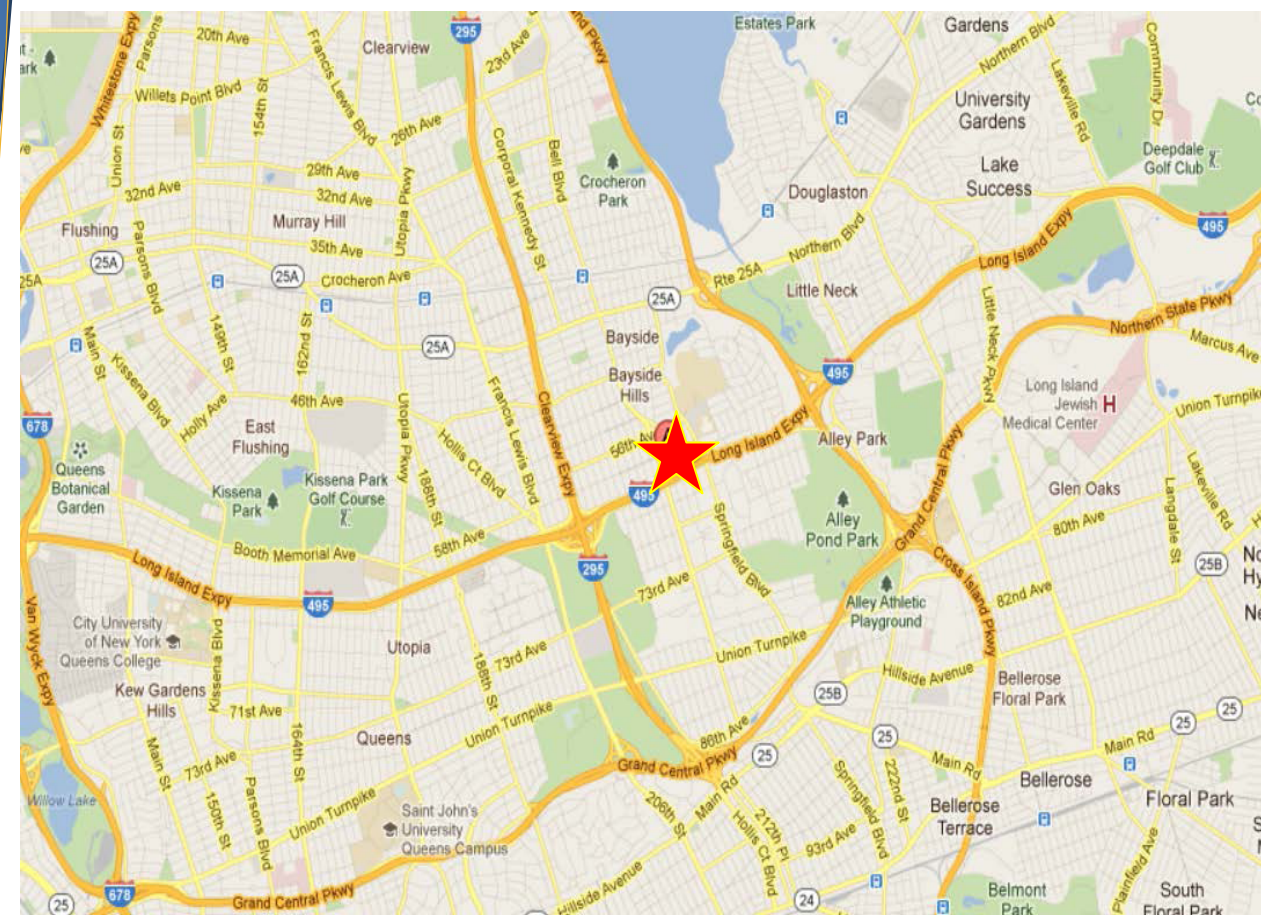 Estates Park
Gardens
20th Ave
Clearview
295
23rd Ave
Parsons
Whitestone Expy
Francis Lewis Blvd
Northern Blvd
Lakeville Rd
Community Dr
Willets Point Blvd
154th St
26th Ave
University
Gardens
Union St
Utopia Pkwy
Corporal Kennedy St
Bell Blvd
Pkwy
Deepdale
Golf Club
29th Ave
32nd Ave
32nd Ave
Crocheron
Park
Lake
Success
Douglaston
Flushing
Murray Hill
35th Ave
Parsons Blvd
25A
25A
25A
Crocheron Ave
Northern Blvd
Rte 25A
Long Island Expy
495
Little Neck
Little Neck Pkwy
Northern State Pkwy
Marcus Ave
25A
Main St
Kissena Blvd
149th St
162nd St
25A
Bayside
Bayside
Hills
495
Long Island
Jewish
Medical Center
H
Union Turnpike
46th Ave
Holly Ave
Utopia Pkwy
Francis Lewis Blvd
Hollis Ct Blvd
Clearview Expy
678
East
Flushing
56th
Long Island Expy
Alley Park
Queens
Botanical
Garden
Kissena
Park
Kissena Park
Golf Course
188th St
495
Springfield Blvd
Alley
Pond Park
Grand Central Pkwy
Glen Oaks
80th Ave
Langdale St
Lakeville Rd
Booth Memorial Ave
58th Ave
295
73rd Ave
Cross Island Pkwy
25B
Long Island Expy
495
Alley Athletic
Playground
82nd Ave
Van Wyck Expy
City University
of New York
Queens College
Kissena Blvd
Utopia
73rd Ave
188th St
Union Turnpike
Hillside Avenue
Bellerose
Floral Park
Kew Gardens
Hills
71st Ave
164th St
Queens
Union Turnpike
86th Ave
25B
25
25
25
25
Main Rd
Main Rd
Main St
73rd Ave
Grand Central Pkwy
Willow Lake
150th St
Parsons Blvd
Union Turnpike
Saint John's
University
Queens Campus
206th St
Main Rd
212th Pl
Hollis Ct Blvd
Springfield Blvd
222nd St
93rd Ave
Bellerose
Bellerose
Terrace
Floral Park
Plainfield Ave
678
25
Grand Central Pkwy
Hillside Avenue
24
Belmont
Park
South
Floral Park